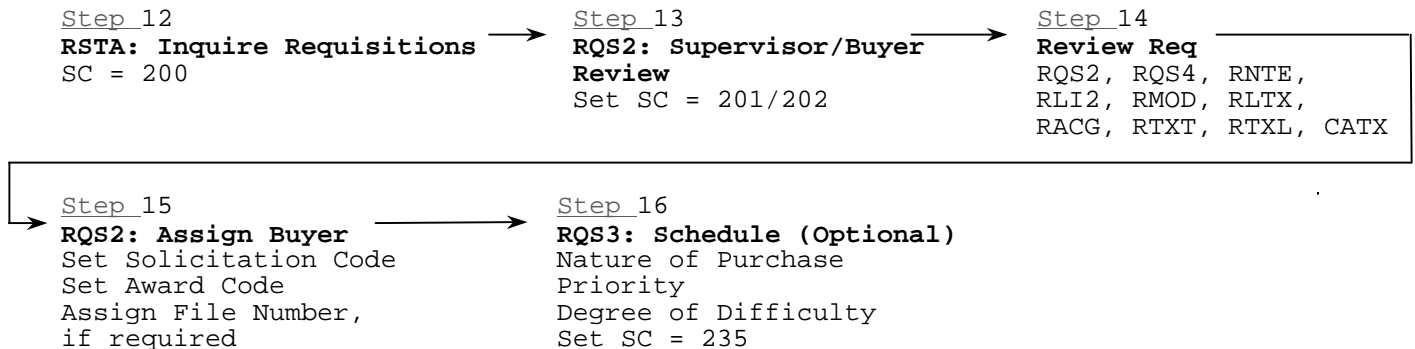 Step 12
RSTA: Inquire Requisitions
SC = 200
Step 13
RQS2: Supervisor/Buyer
Review
Set SC = 201/202
Step 14
Review Req
RQS2, RQS4, RNTE,
RLI2, RMOD, RLTX,
RACG, RTXT, RTXL, CATX
Step 15
RQS2: Assign Buyer
Set Solicitation Code
Set Award Code
Assign File Number,
if required
Step 16
RQS3: Schedule (Optional)
Nature of Purchase
Priority
Degree of Difficulty
Set SC = 235